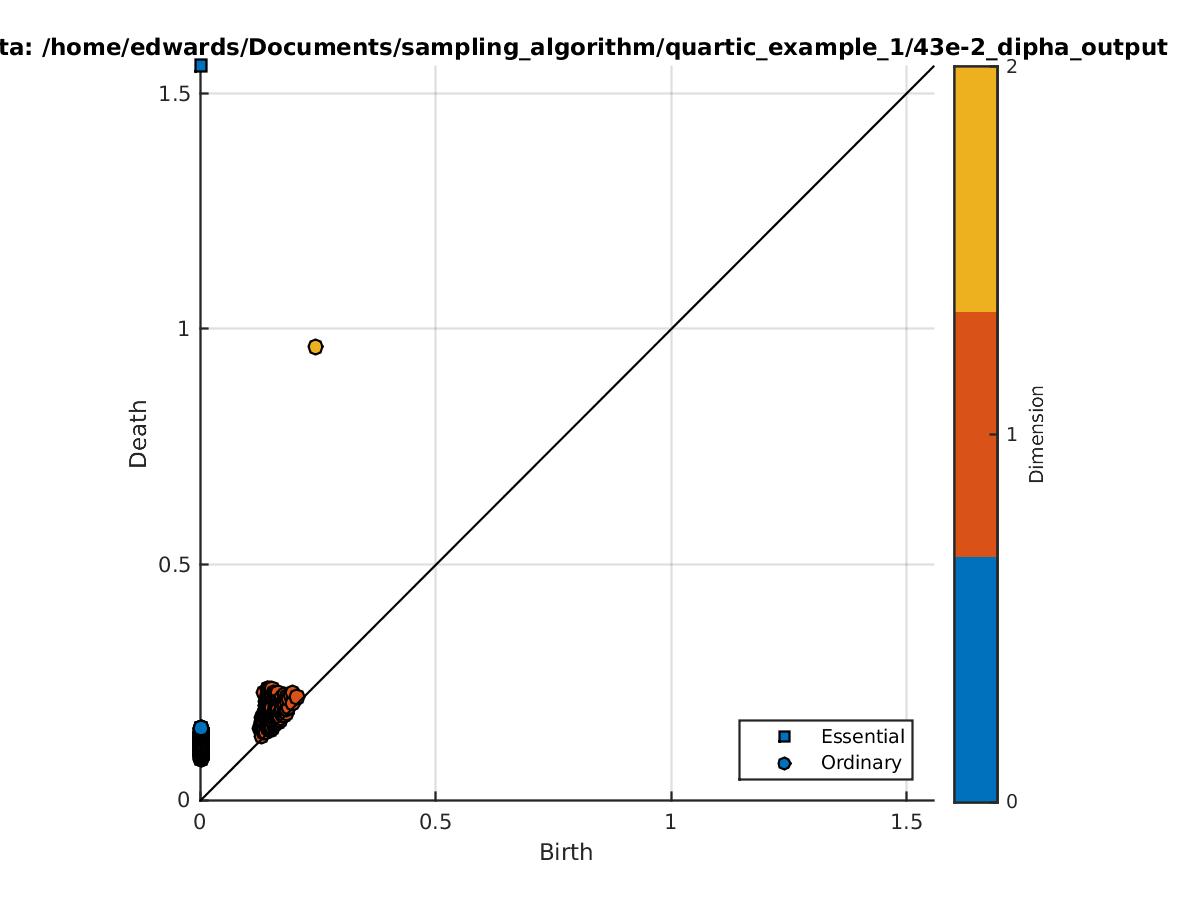 ta: /home/edwards/Documents/sampling_algorithm/quartic_example_1/43e-2_dipha_output
1.5
1
0.5
0
Death
0
0.5
1
1.5
Birth
Essential
Ordinary
2
1
0
Dimension